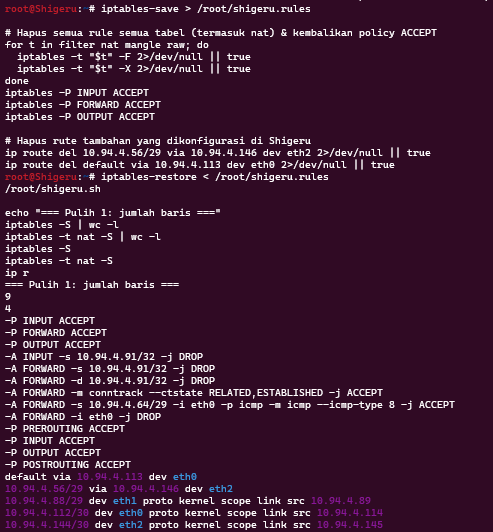 root@Shigeru:~# iptables-save > /root/shigeru.rules
# Hapus semua rule semua tabel (termasuk nat) & kembalikan policy ACCEPT
for t in filter nat mangle raw; do
  iptables -t "$t" -F 2>/dev/null || true
  iptables -t "$t" -X 2>/dev/null || true
done
iptables -P INPUT ACCEPT
iptables -P FORWARD ACCEPT
iptables -P OUTPUT ACCEPT
# Hapus rute tambahan yang dikonfigurasi di Shigeru
ip route del 10.94.4.56/29 via 10.94.4.146 dev eth2 2>/dev/null || true
ip route del default via 10.94.4.113 dev eth0 2>/dev/null || true
root@Shigeru:~# iptables-restore < /root/shigeru.rules
/root/shigeru.sh
echo "=== Pulih 1: jumlah baris ==="
iptables -S | wc -l
iptables -t nat -S | wc -l
iptables -S
iptables -t nat -S
ip r
=== Pulih 1: jumlah baris ===
9
4
-P INPUT ACCEPT
-P FORWARD ACCEPT
-P OUTPUT ACCEPT
-A INPUT -s 10.94.4.91/32 -j DROP
-A FORWARD -s 10.94.4.91/32 -j DROP
-A FORWARD -d 10.94.4.91/32 -j DROP
-A FORWARD -m conntrack --ctstate RELATED,ESTABLISHED -j ACCEPT
-A FORWARD -s 10.94.4.64/29 -i eth0 -p icmp -m icmp --icmp-type 8 -j ACCEPT
-A FORWARD -i eth0 -j DROP
-P PREROUTING ACCEPT
-P INPUT ACCEPT
-P OUTPUT ACCEPT
-P POSTROUTING ACCEPT
default via 10.94.4.113 dev eth0
10.94.4.56/29 via 10.94.4.146 dev eth2
10.94.4.88/29 dev eth1 proto kernel scope link src 10.94.4.89
10.94.4.112/30 dev eth0 proto kernel scope link src 10.94.4.114
10.94.4.144/30 dev eth2 proto kernel scope link src 10.94.4.145